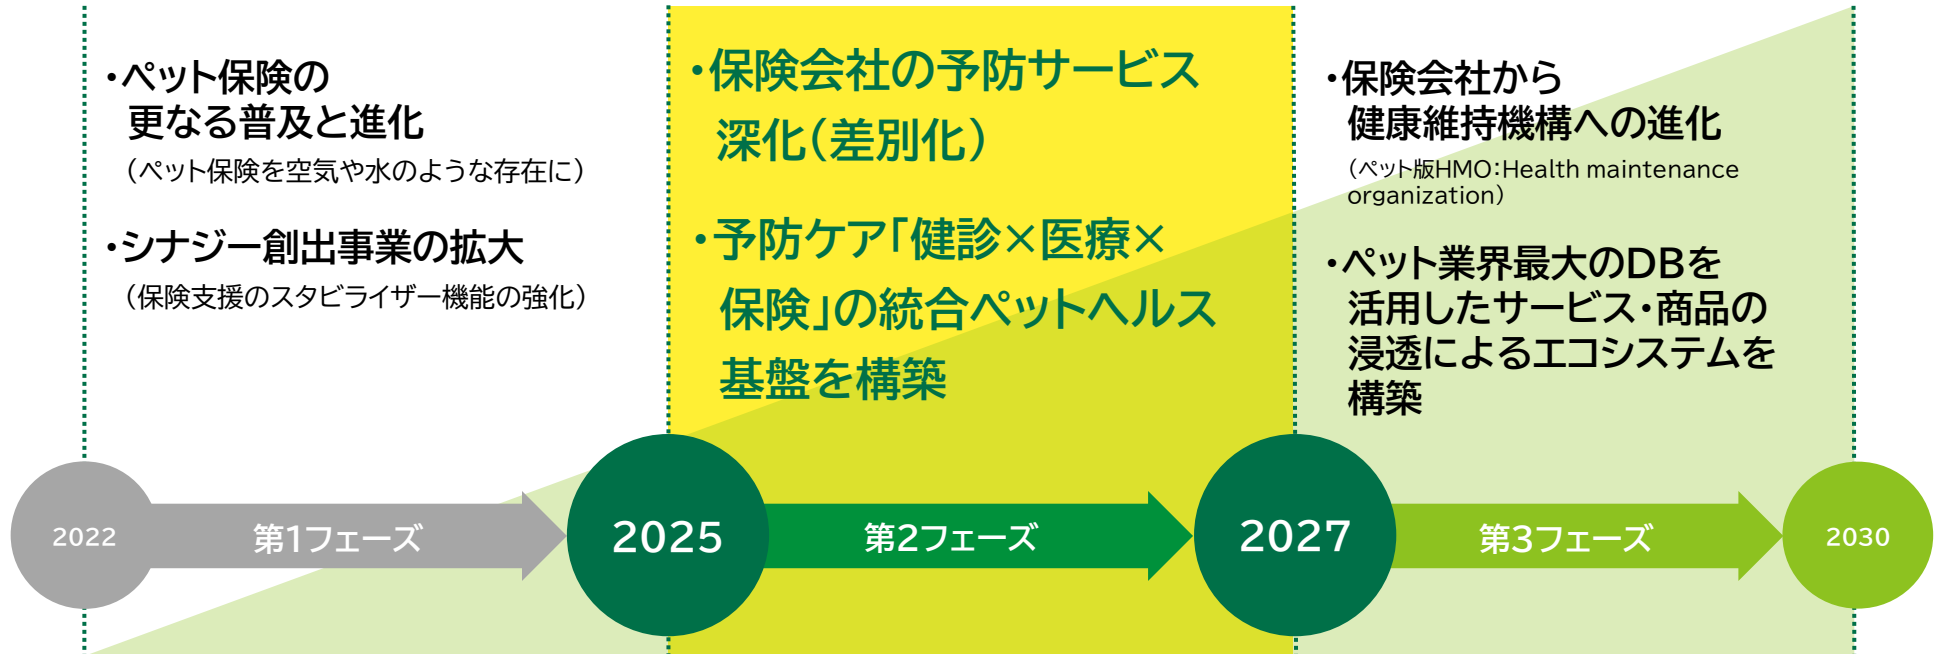 ・ペット保険の
更なる普及と進化
（ペット保険を空気や水のような存在に）
・シナジー創出事業の拡大
（保険支援のスタビライザー機能の強化）
・保険会社の予防サービス
深化（差別化）
・予防ケア「健診×医療×
保険」の統合ペットヘルス
基盤を構築
・保険会社から
健康維持機構への進化
（ペット版HMO：Health maintenance
organization）
・ペット業界最大のDBを
活用したサービス・商品の
浸透によるエコシステムを
構築
2022
第1フェーズ
2025
第2フェーズ
2027
第3フェーズ
2030